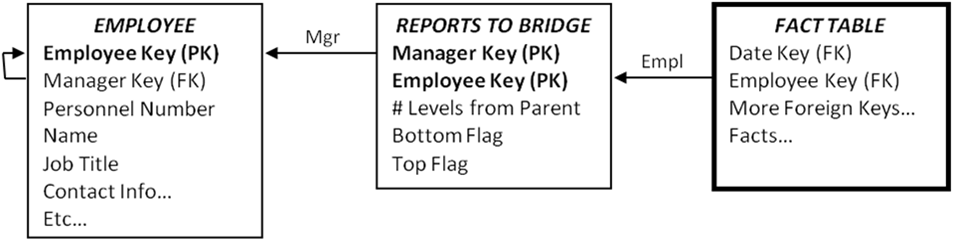 EMPLOYEE
Employee Key (PK)
Manager Key (FK)
Personnel Number
Name
Job Title
Contact Info...
Etc...
Mgr
REPORTS TO BRIDGE
Manager Key (PK)
Employee Key (PK)
# Levels from Parent
Bottom Flag
Top Flag
Empl
FACT TABLE
Date Key (FK)
Employee Key (FK)
More Foreign Keys...
Facts...